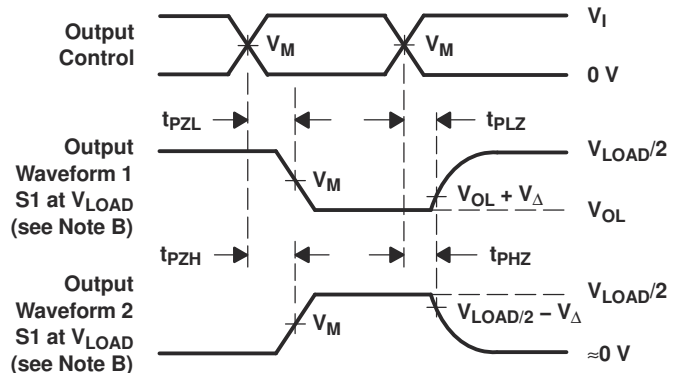 Output
Control
V_M
V_M
V_I
0 V
t_PZL
t_PLZ
Output
Waveform 1
S1 at V_LOAD
(see Note B)
V_M
V_LOAD/2
V_OL + V_Δ
V_OL
t_PZH
t_PHZ
Output
Waveform 2
S1 at V_LOAD
(see Note B)
V_M
V_LOAD/2
V_LOAD/2 − V_Δ
≈0 V